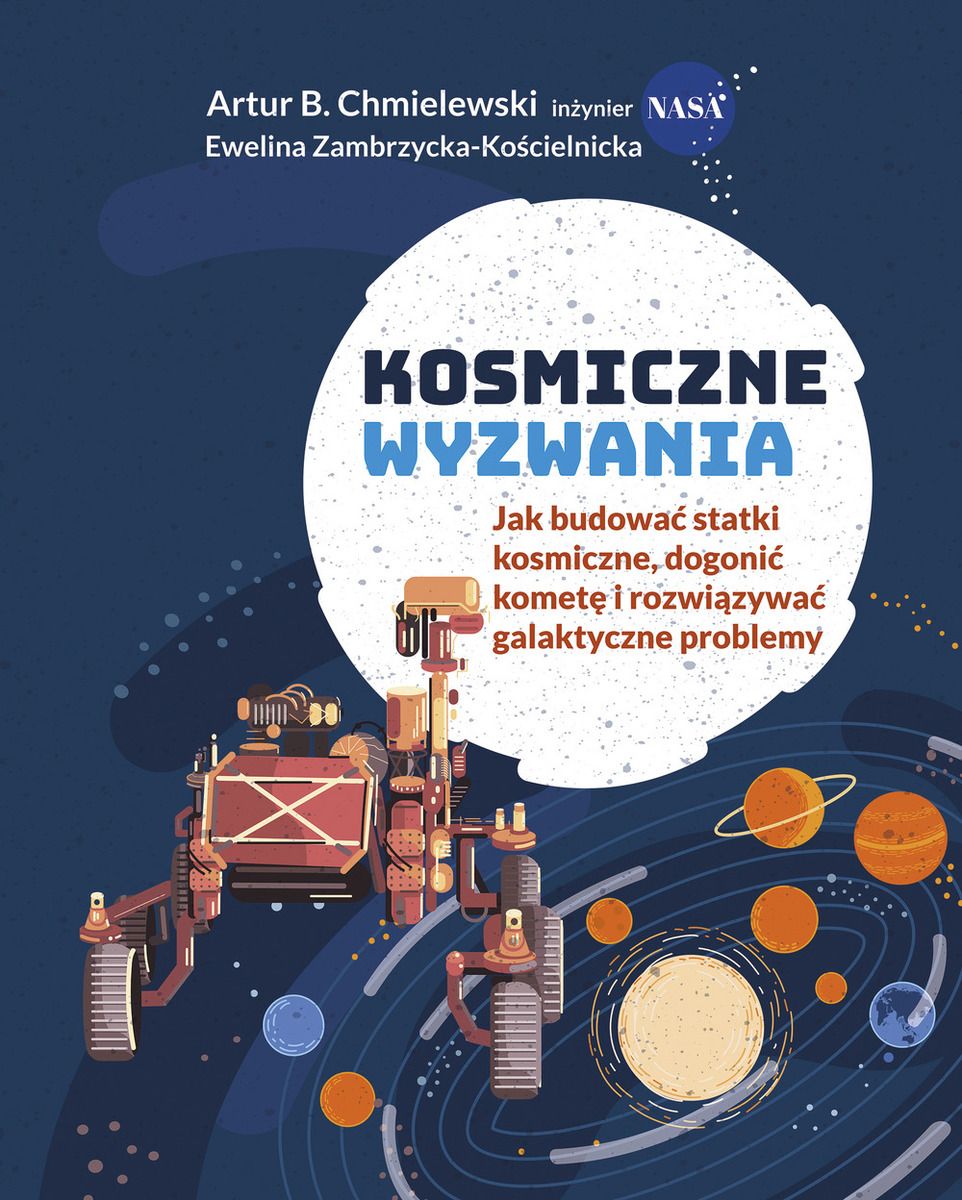 Artur B. Chmielewski inżynier NASA
Ewelina Zambrzycka-Kościelnicka
KOSMICZNE
WYZWANIA
Jak budować statki
kosmiczne, dogonić
kometę i rozwiązywać
galaktyczne problemy